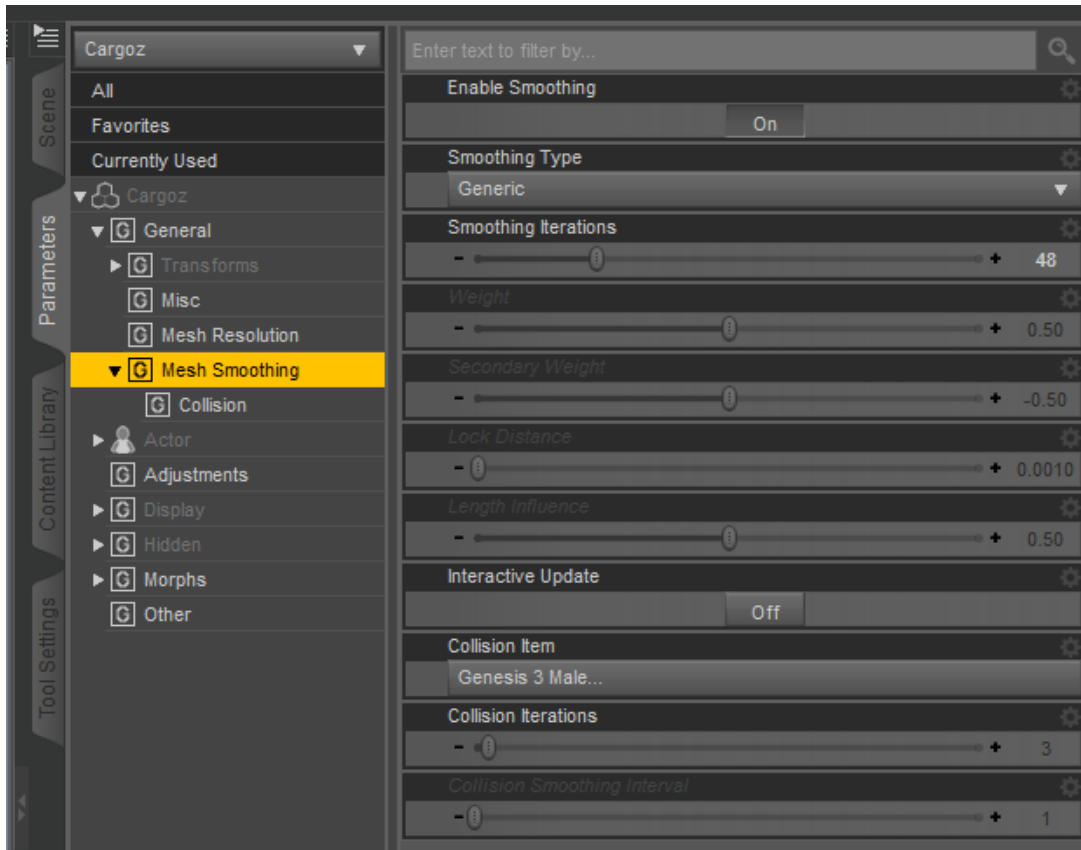 Scene
Parameters
Content Library
Tool Settings
Cargoz
All
Favorites
Currently Used
Cargoz
G General
G Transforms
G Misc
G Mesh Resolution
G Mesh Smoothing
G Collision
Actor
G Adjustments
G Display
G Hidden
G Morphs
G Other
Enter text to filter by...
Enable Smoothing
On
Smoothing Type
Generic
Smoothing Iterations
- + 48
Weight
- + 0.50
Secondary Weight
- + -0.50
Lock Distance
- + 0.0010
Length Influence
- + 0.50
Interactive Update
Off
Collision Item
Genesis 3 Male...
Collision Iterations
- + 3
Collision Smoothing Interval
- + 1